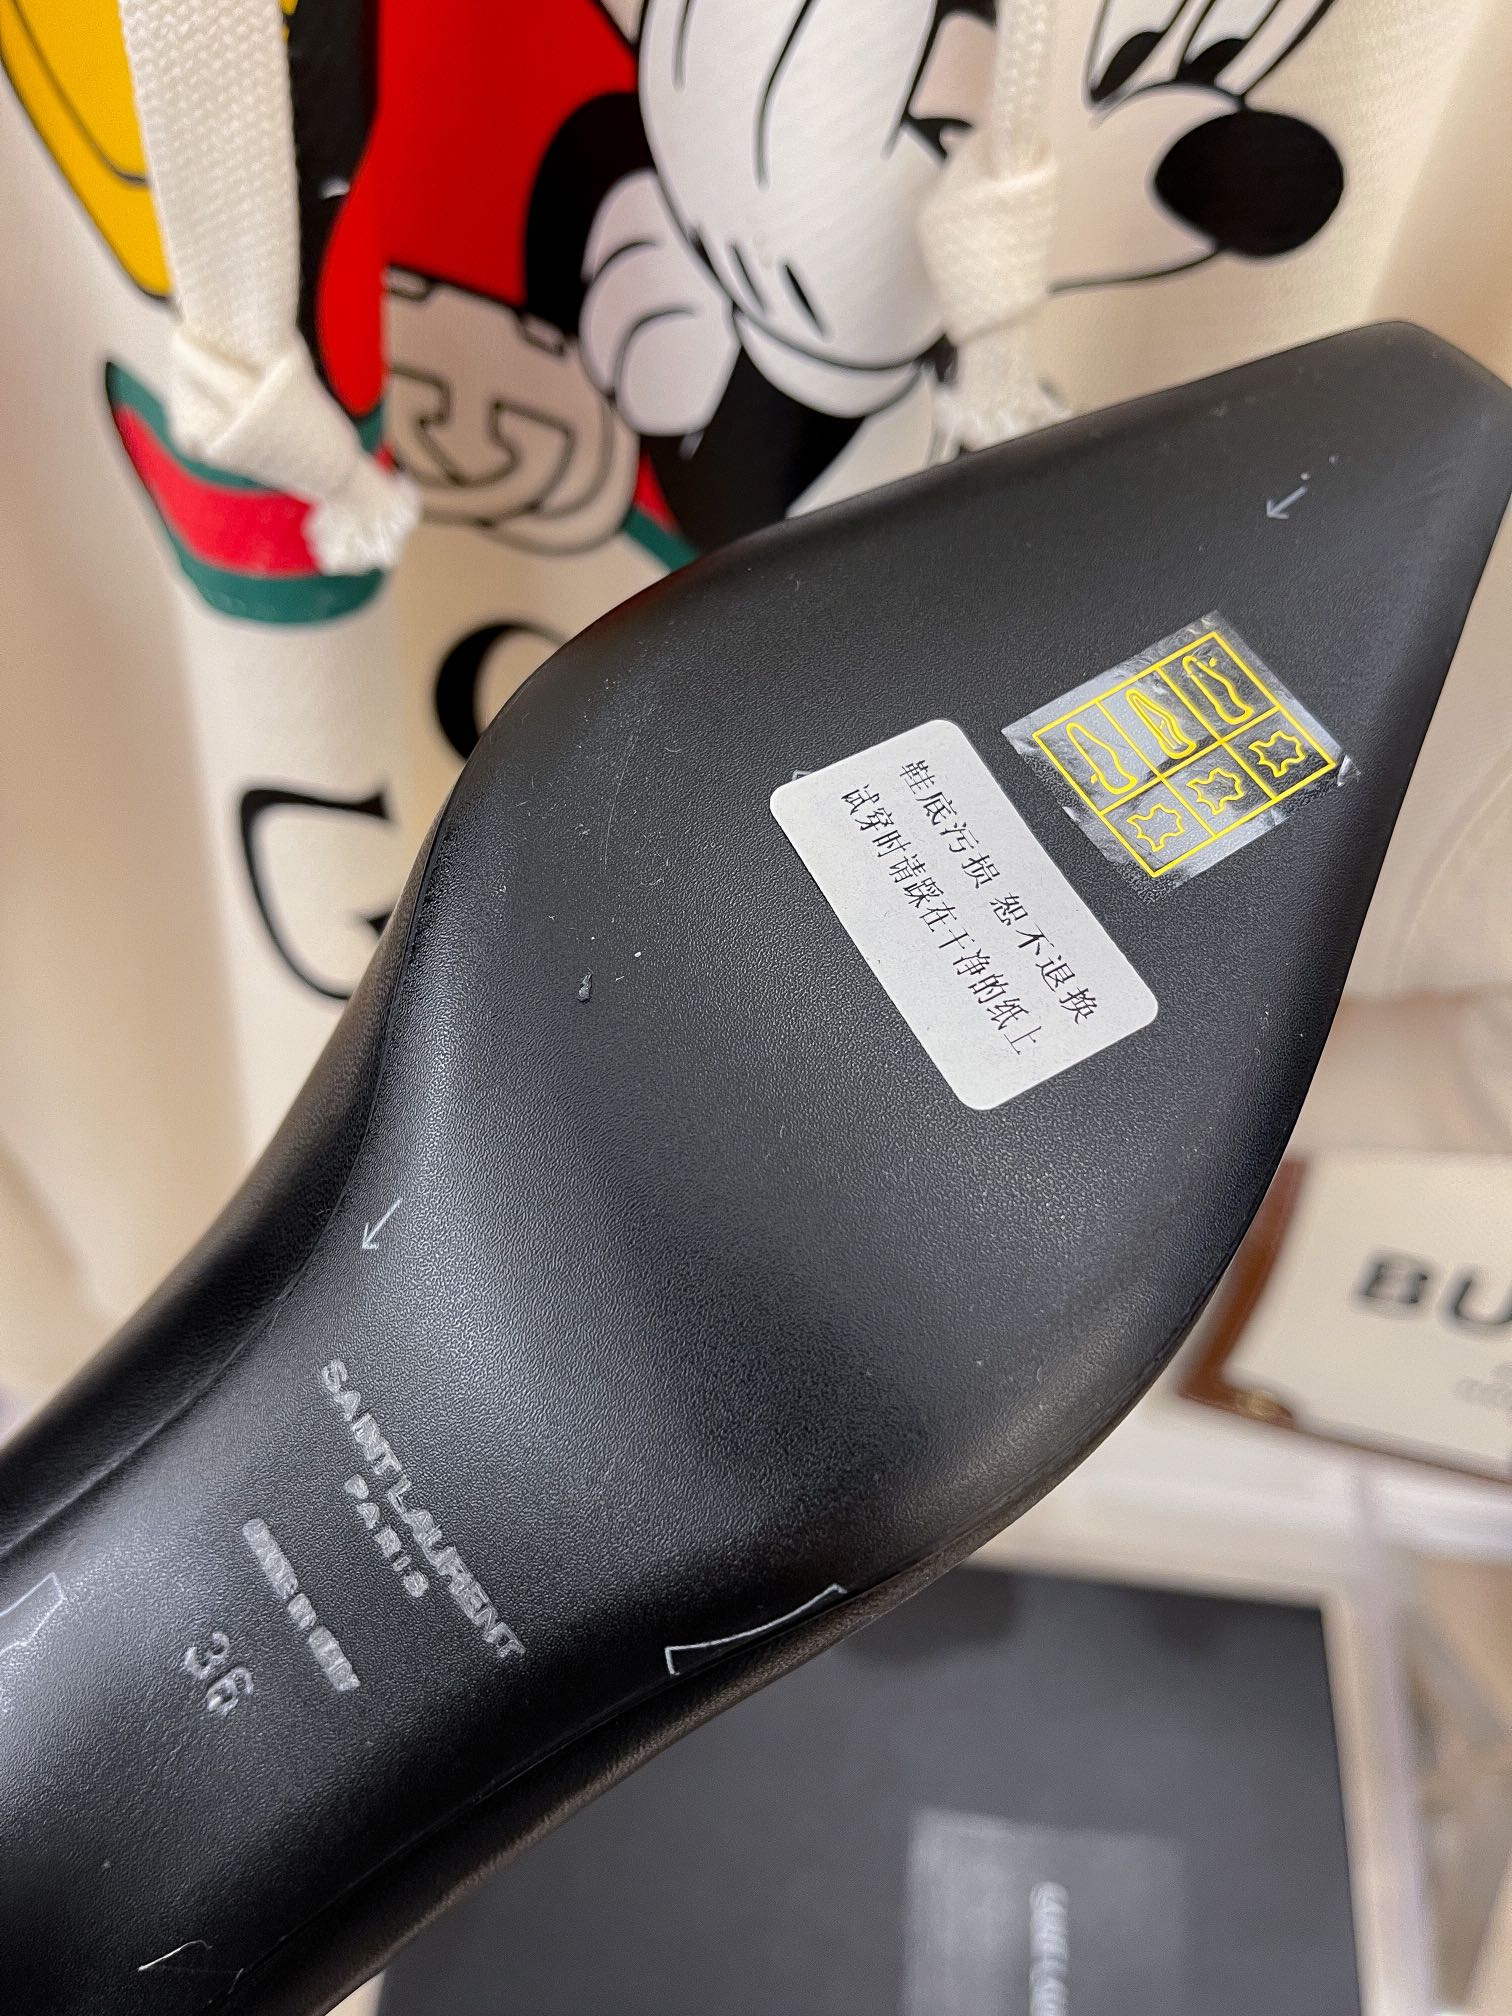 鞋底污损 恕不退换
试穿时请踩在干净的纸上
SAINT LAURENT
PARIS
36
BU